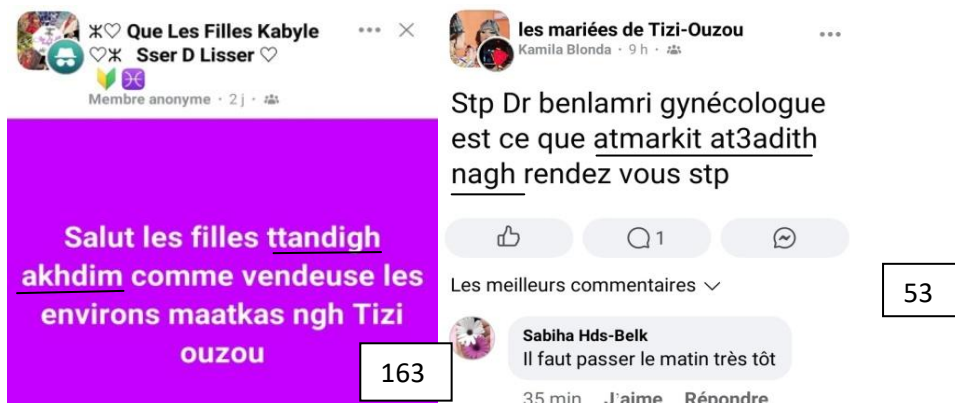 ⵣ♡ Que Les Filles Kabyle
♡ⵣ Sser D Lisser ♡
🔰♓
Membre anonyme · 2 j ·
Salut les filles ttandigh
akhdim comme vendeuse les
environs maatkas ngh Tizi
ouzou
163
les mariées de Tizi-Ouzou
Kamila Blonda · 9 h ·
Stp Dr benlamri gynécologue
est ce que atmarkit at3adith
nagh rendez vous stp
1
Les meilleurs commentaires
Sabiha Hds-Belk
Il faut passer le matin très tôt
35 min J'aime Répondre
53